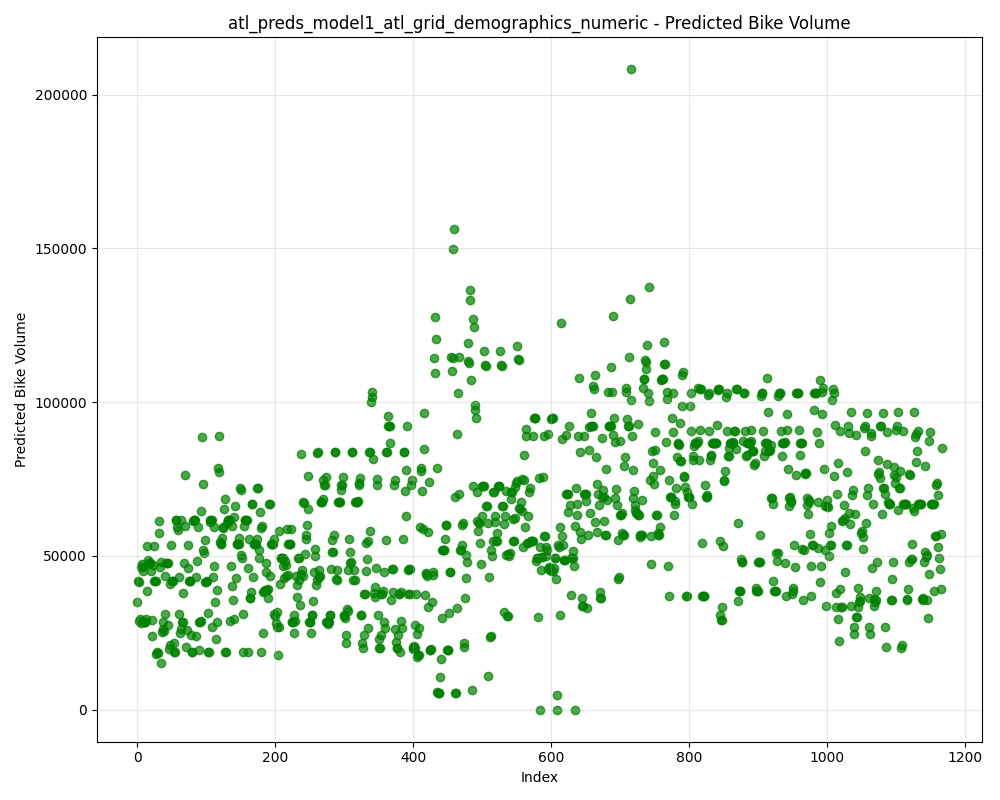 atl_preds_model1_atl_grid_demographics_numeric - Predicted Bike Volume
200000
150000
100000
50000
0
Predicted Bike Volume
0 200 400 600 800 1000 1200
Index